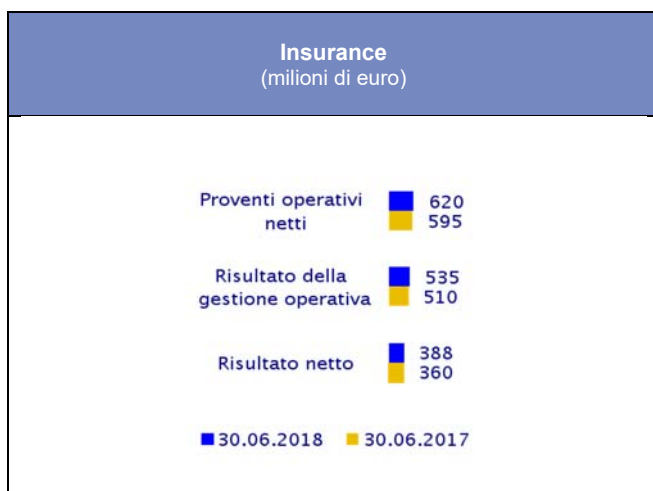 Insurance
(milioni di euro)
Proventi operativi
netti
620
595
Risultato della
gestione operativa
535
510
Risultato netto
388
360
30.06.2018 30.06.2017